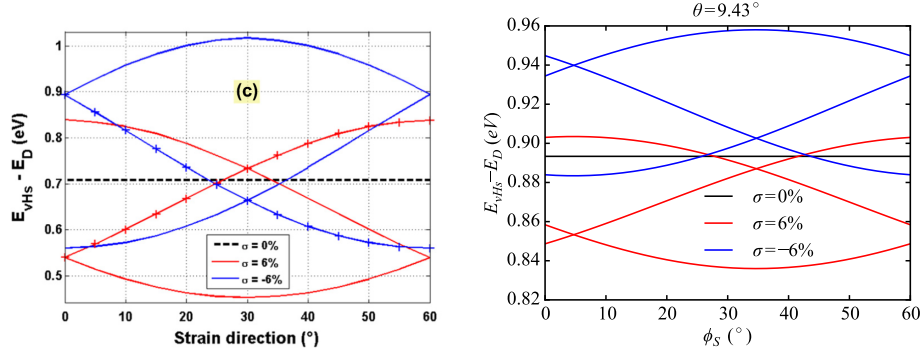 (c)
E_vHs - E_D (eV)
1
0.9
0.8
0.7
0.6
0.5
σ = 0%
σ = 6%
σ = -6%
0 10 20 30 40 50 60
Strain direction (°)
θ=9.43°
E_vHs−E_D (eV)
0.96
0.94
0.92
0.90
0.88
0.86
0.84
0.82
σ=0%
σ=6%
σ=−6%
0 10 20 30 40 50 60
ϕ_S (°)